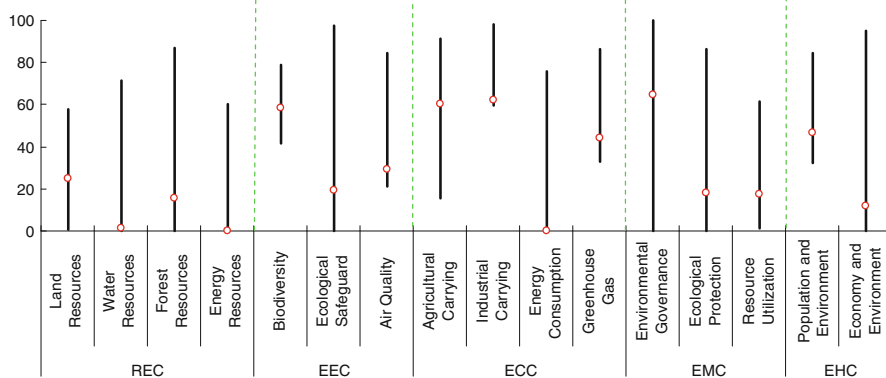 100
80
60
40
20
0
Land
Resources
Water
Resources
Forest
Resources
Energy
Resources
Biodiversity
Ecological
Safeguard
Air Quality
Agricultural
Carrying
Industrial
Carrying
Energy
Consumption
Greenhouse
Gas
Environmental
Governance
Ecological
Protection
Resource
Utilization
Population and
Environment
Economy and
Environment
REC
EEC
ECC
EMC
EHC